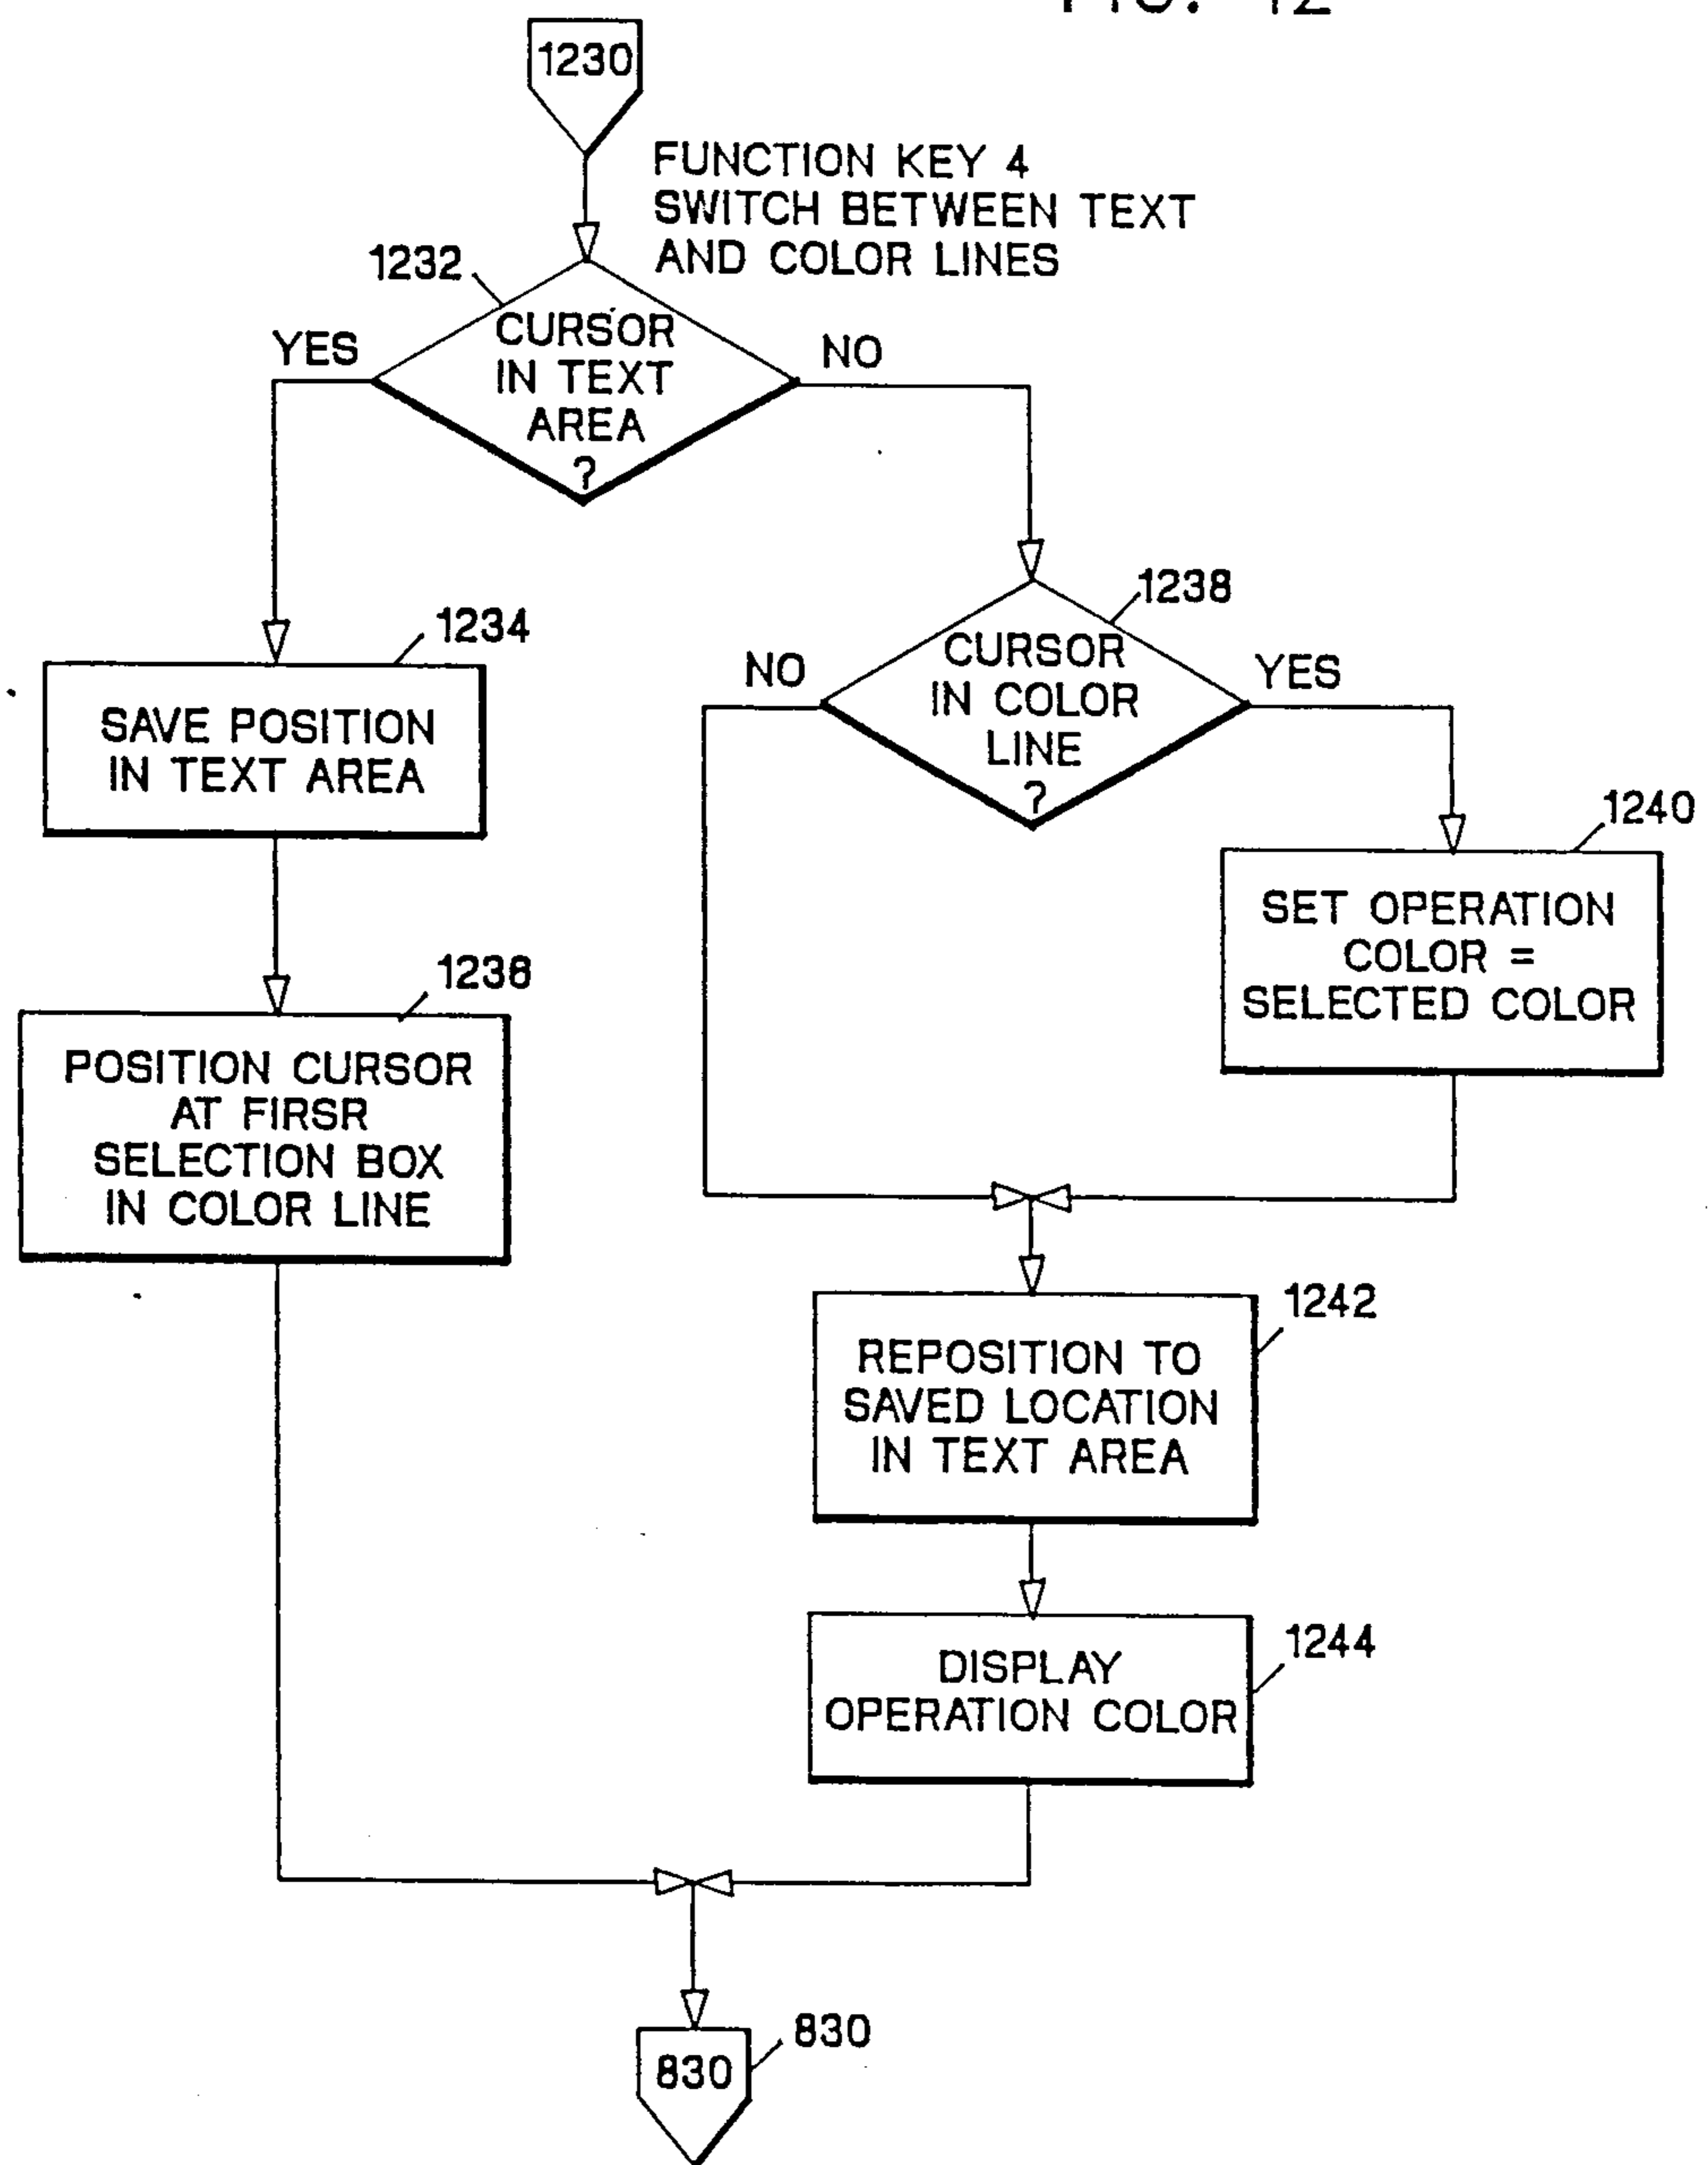 FIG.
1230
FUNCTION KEY 4
SWITCH BETWEEN TEXT
AND COLOR LINES
1232
CURSOR
IN TEXT
AREA
?
YES
NO
1234
SAVE POSITION
IN TEXT AREA
1238
CURSOR
IN COLOR
LINE
?
NO
YES
1240
SET OPERATION
COLOR =
SELECTED COLOR
1236
POSITION CURSOR
AT FIRSR
SELECTION BOX
IN COLOR LINE
1242
REPOSITION TO
SAVED LOCATION
IN TEXT AREA
1244
DISPLAY
OPERATION COLOR
830
830